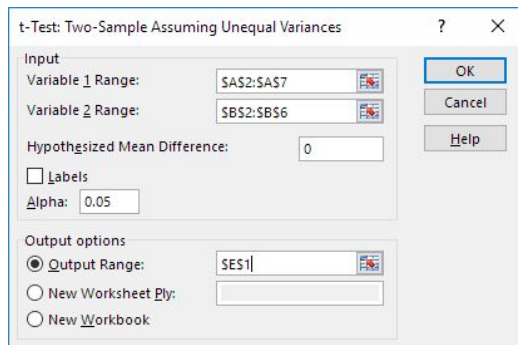 t-Test: Two-Sample Assuming Unequal Variances ? ×
Input
Variable 1 Range: $A$2:$A$7
OK
Variable 2 Range: $B$2:$B$6
Cancel
Hypothesized Mean Difference: 0
Help
Labels
Alpha: 0.05
Output options
Output Range: $E$1
New Worksheet Ply:
New Workbook